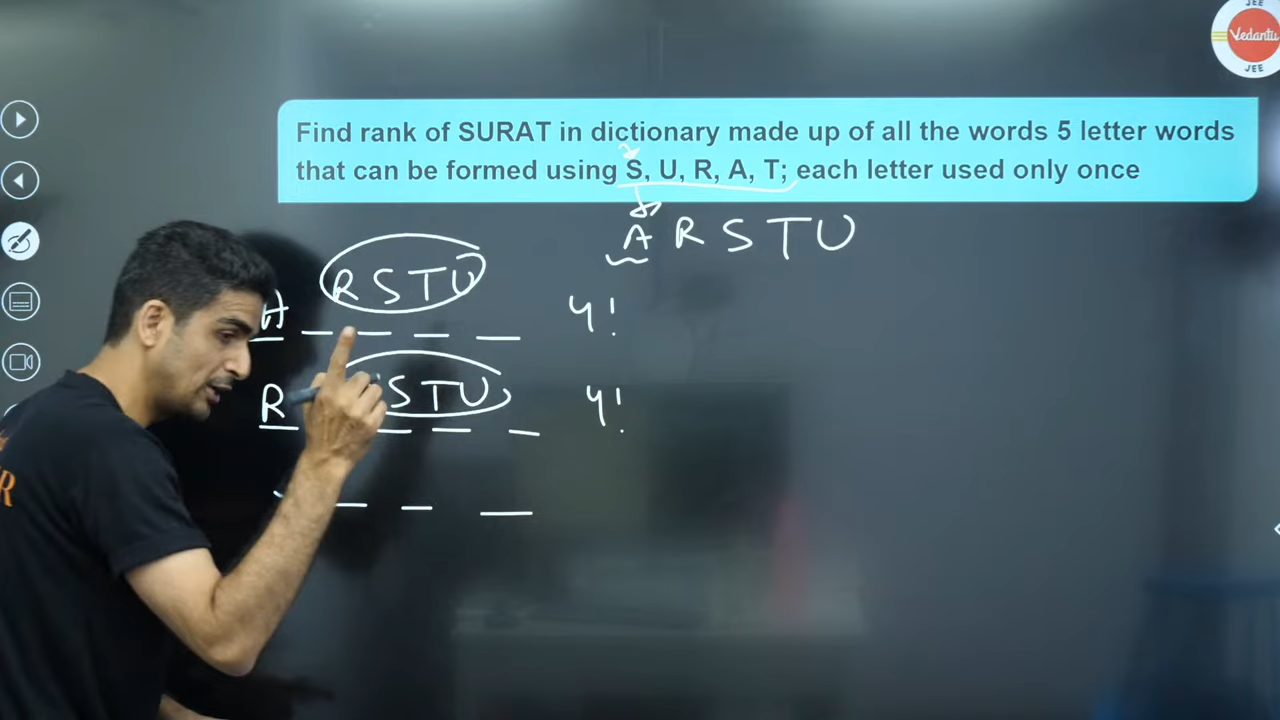 JEE
Vedantu
JEE
Find rank of SURAT in dictionary made up of all the words 5 letter words
that can be formed using S, U, R, A, T; each letter used only once
A R S T U
R S T U
A 4!
S T U
R 4!
R